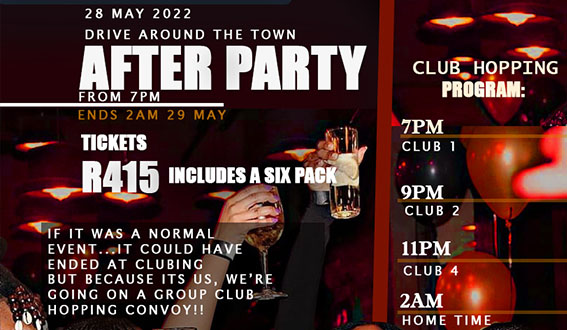 28 MAY 2022
DRIVE AROUND THE TOWN
AFTER PARTY
FROM 7PM
ENDS 2AM 29 MAY
TICKETS
R415 INCLUDES A SIX PACK
IF IT WAS A NORMAL
EVENT...IT COULD HAVE
ENDED AT CLUBING
BUT BECAUSE ITS US, WE'RE
GOING ON A GROUP CLUB
HOPPING CONVOY!!
CLUB HOPPING
PROGRAM:
7PM
CLUB 1
9PM
CLUB 2
11PM
CLUB 4
2AM
HOME TIME